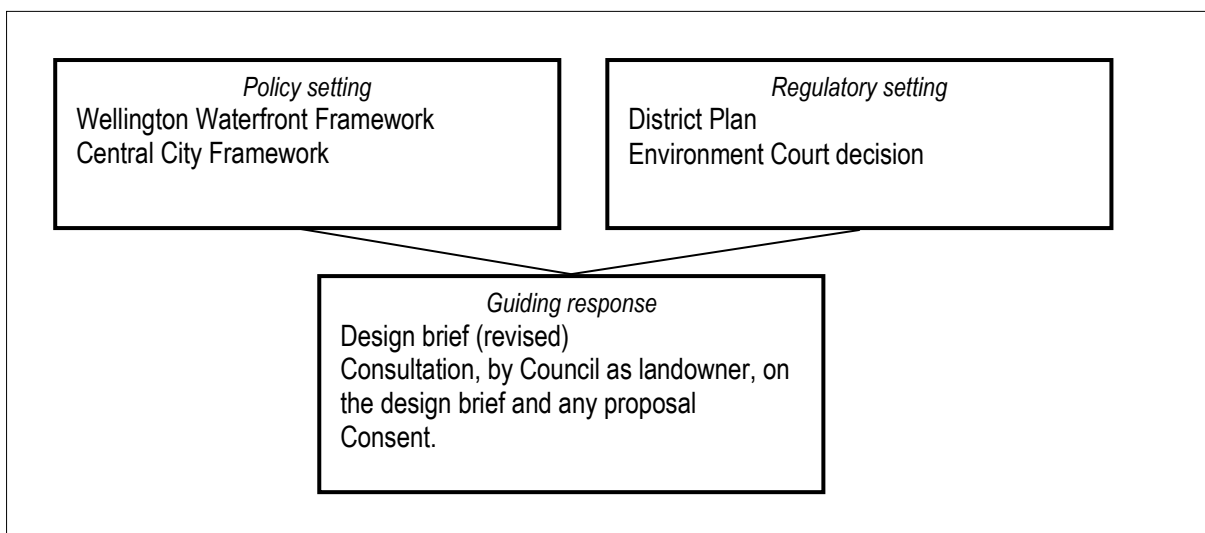 Policy setting
Wellington Waterfront Framework
Central City Framework
Regulatory setting
District Plan
Environment Court decision
Guiding response
Design brief (revised)
Consultation, by Council as landowner, on
the design brief and any proposal
Consent.